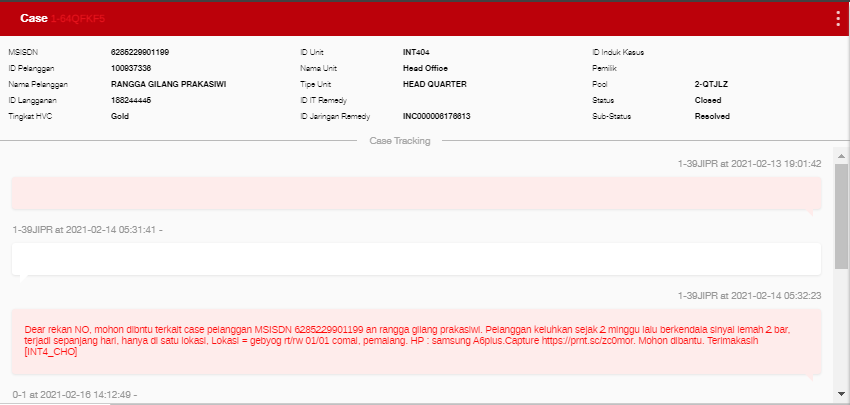 Case 1-64QFKF5
MSISDN 6285229901199 ID Unit INT404 ID Induk Kasus
ID Pelanggan 100937336 Nama Unit Head Office Pemilik
Nama Pelanggan RANGGA GILANG PRAKASIWI Tipe Unit HEAD QUARTER Pool 2-QTJLZ
ID Langganan 188244445 ID IT Remedy Status Closed
Tingkat HVC Gold ID Jaringan Remedy INC000006176613 Sub-Status Resolved
Case Tracking
1-39JIPR at 2021-02-13 19:01:42
1-39JIPR at 2021-02-14 05:31:41 -
1-39JIPR at 2021-02-14 05:32:23
Dear rekan NO, mohon dibntu terkait case pelanggan MSISDN 6285229901199 an rangga gilang prakasiwi. Pelanggan keluhkan sejak 2 minggu lalu berkendala sinyal lemah 2 bar,
terjadi sepanjang hari, hanya di satu lokasi, Lokasi = gebyog rt/rw 01/01 comal, pemalang. HP : samsung A6plus.Capture https://prnt.sc/zc0mor. Mohon dibantu. Terimakasih
[INT4_CHO]
0-1 at 2021-02-16 14:12:49 -